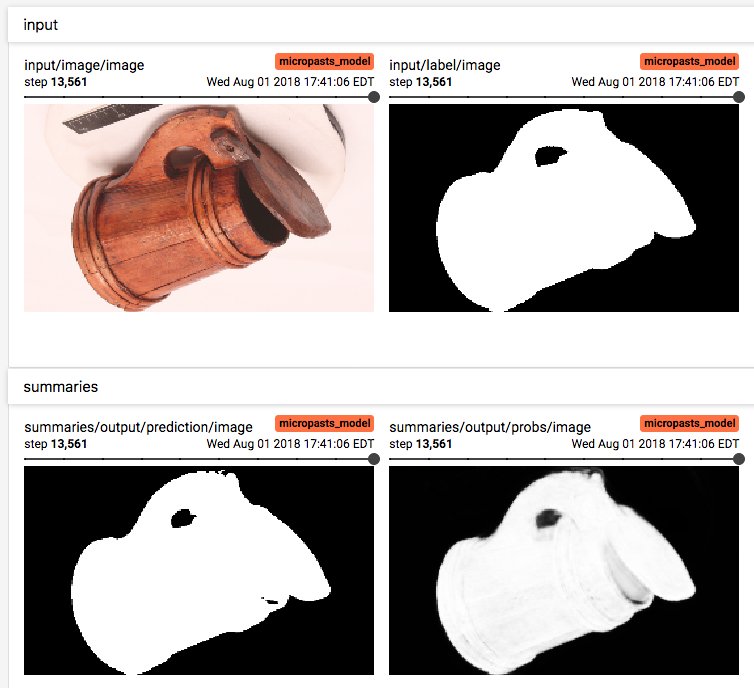 input
input/image/image
micropasts_model
step 13,561
Wed Aug 01 2018 17:41:06 EDT
input/label/image
micropasts_model
step 13,561
Wed Aug 01 2018 17:41:06 EDT
summaries
summaries/output/prediction/image
micropasts_model
step 13,561
Wed Aug 01 2018 17:41:06 EDT
summaries/output/probs/image
micropasts_model
step 13,561
Wed Aug 01 2018 17:41:06 EDT